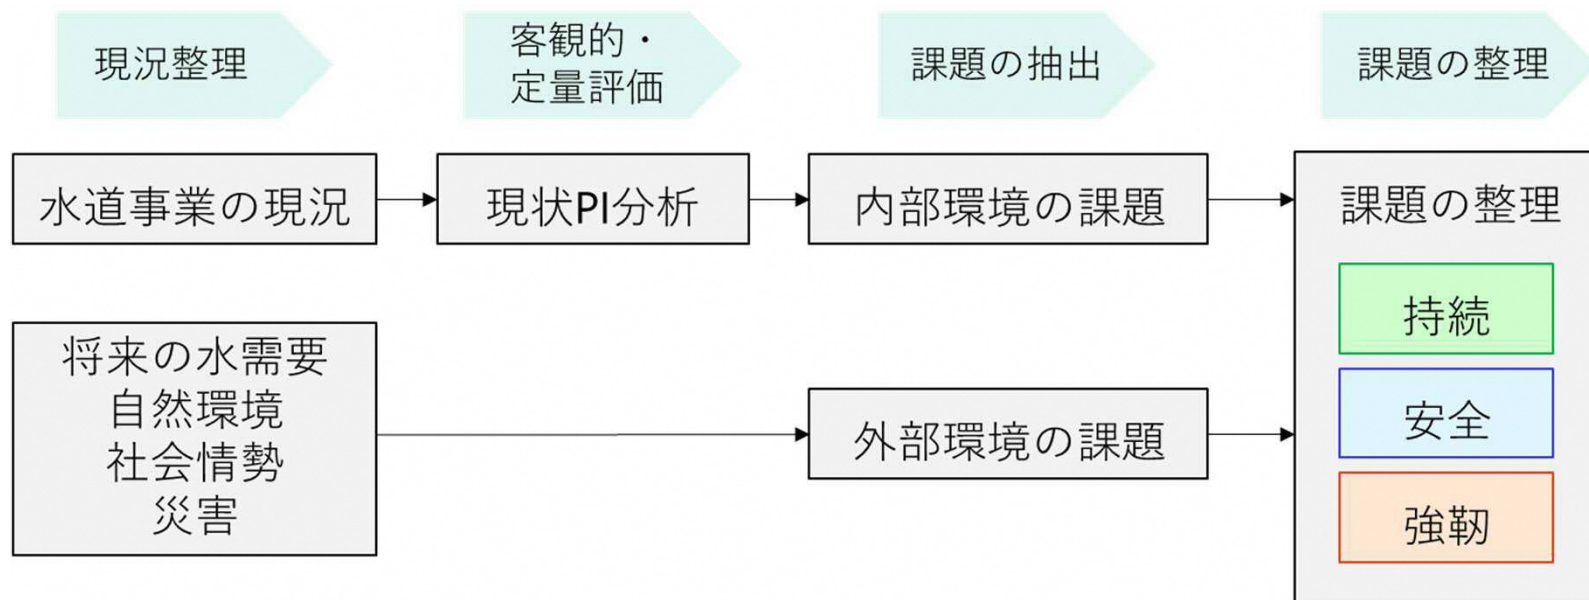 現況整理
客観的・
定量評価
課題の抽出
課題の整理
水道事業の現況
現状PI分析
内部環境の課題
課題の整理
持続
安全
強靭
将来の水需要
自然環境
社会情勢
災害
外部環境の課題